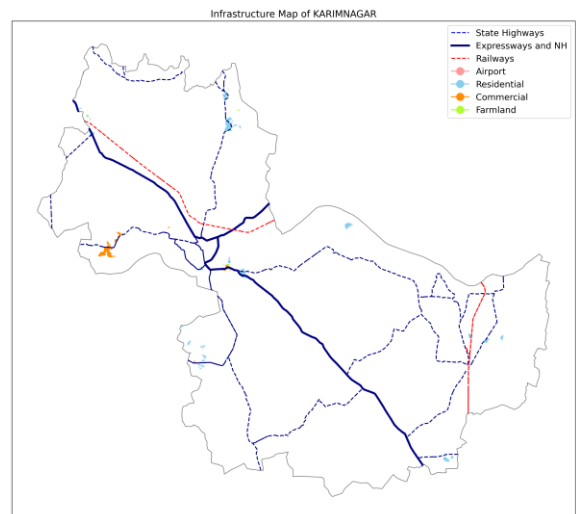 Infrastructure Map of KARIMNAGAR
State Highways
Expressways and NH
Railways
Airport
Residential
Commercial
Farmland